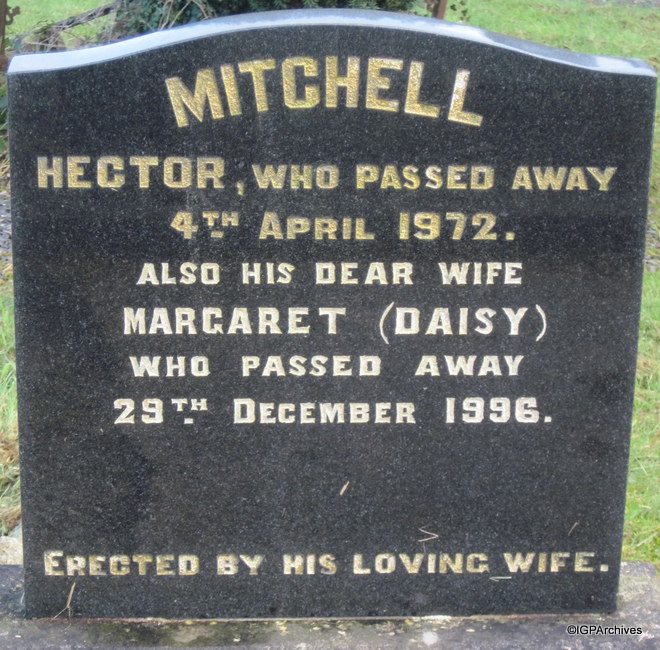 MITCHELL
HECTOR, WHO PASSED AWAY
4TH APRIL 1972.
ALSO HIS DEAR WIFE
MARGARET (DAISY)
WHO PASSED AWAY
29TH DECEMBER 1996.
ERECTED BY HIS LOVING WIFE.
©IGPArchives